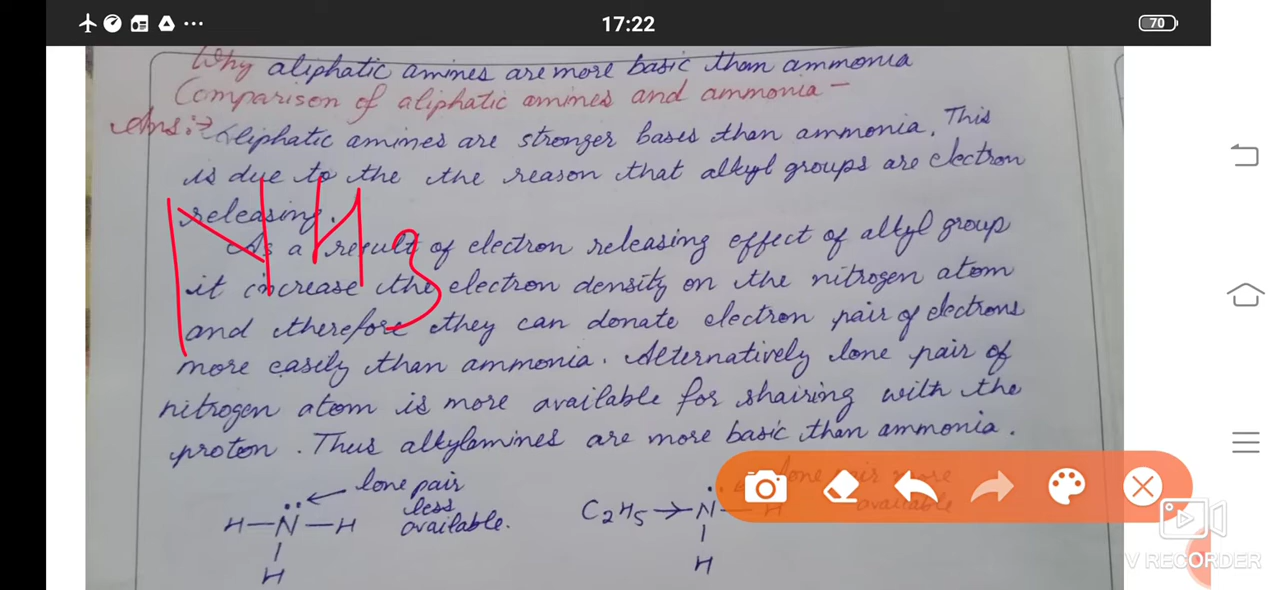 17:22
70
Why aliphatic amines are more basic than ammonia
Comparison of aliphatic amines and ammonia -
Ans:→ Aliphatic amines are stronger bases than ammonia. This
is due to the the reason that alkyl groups are electron
releasing.
NH3
As a result of electron releasing effect of alkyl group
it increase the electron density on the nitrogen atom
and therefore they can donate electron pair of electrons
more easily than ammonia. Alternatively lone pair of
nitrogen atom is more available for shairing with the
proton. Thus alkylamines are more basic than ammonia.
lone pair
less
available.
H-N-H
H
lone pair more
available
C2H5→N-H
H
V RECORDER